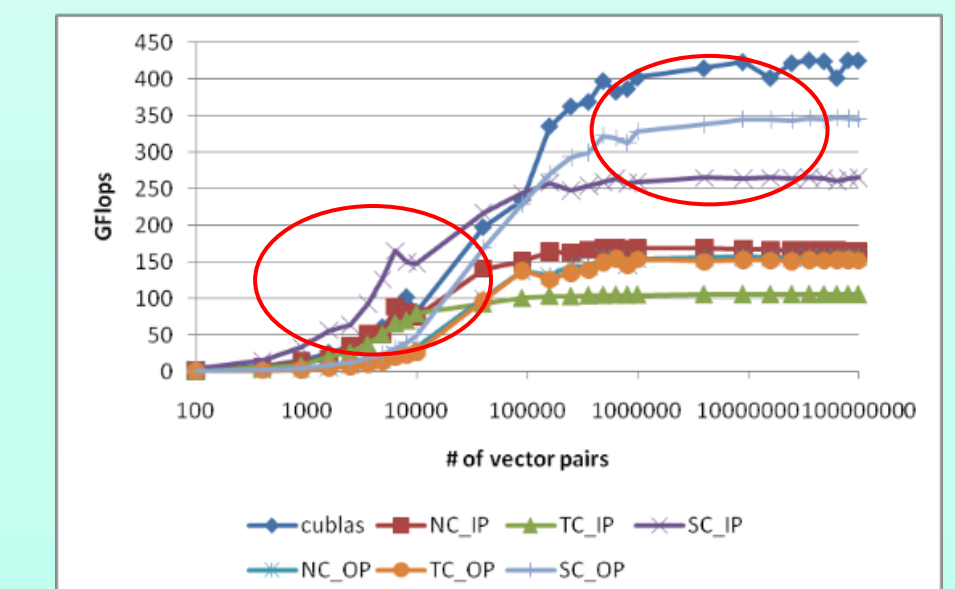 450
400
350
300
250
200
150
100
50
0
GFlops
100 1000 10000 100000 1000000 10000000 100000000
# of vector pairs
cublas NC_IP TC_IP SC_IP
NC_OP TC_OP SC_OP